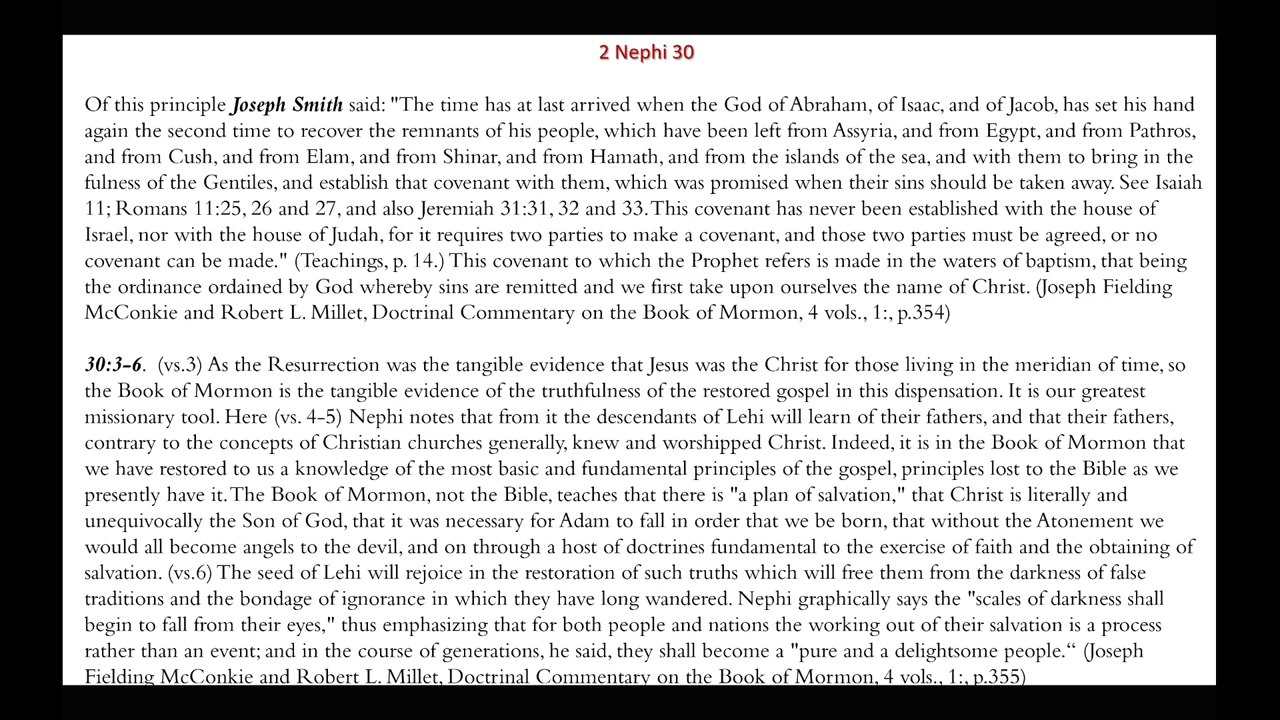 2 Nephi 30
Of this principle Joseph Smith said: "The time has at last arrived when the God of Abraham, of Isaac, and of Jacob, has set his hand
again the second time to recover the remnants of his people, which have been left from Assyria, and from Egypt, and from Pathros,
and from Cush, and from Elam, and from Shinar, and from Hamath, and from the islands of the sea, and with them to bring in the
fulness of the Gentiles, and establish that covenant with them, which was promised when their sins should be taken away. See Isaiah
11; Romans 11:25, 26 and 27, and also Jeremiah 31:31, 32 and 33. This covenant has never been established with the house of
Israel, nor with the house of Judah, for it requires two parties to make a covenant, and those two parties must be agreed, or no
covenant can be made." (Teachings, p. 14.) This covenant to which the Prophet refers is made in the waters of baptism, that being
the ordinance ordained by God whereby sins are remitted and we first take upon ourselves the name of Christ. (Joseph Fielding
McConkie and Robert L. Millet, Doctrinal Commentary on the Book of Mormon, 4 vols., 1:, p.354)
30:3-6. (vs.3) As the Resurrection was the tangible evidence that Jesus was the Christ for those living in the meridian of time, so
the Book of Mormon is the tangible evidence of the truthfulness of the restored gospel in this dispensation. It is our greatest
missionary tool. Here (vs. 4-5) Nephi notes that from it the descendants of Lehi will learn of their fathers, and that their fathers,
contrary to the concepts of Christian churches generally, knew and worshipped Christ. Indeed, it is in the Book of Mormon that
we have restored to us a knowledge of the most basic and fundamental principles of the gospel, principles lost to the Bible as we
presently have it. The Book of Mormon, not the Bible, teaches that there is "a plan of salvation," that Christ is literally and
unequivocally the Son of God, that it was necessary for Adam to fall in order that we be born, that without the Atonement we
would all become angels to the devil, and on through a host of doctrines fundamental to the exercise of faith and the obtaining of
salvation. (vs.6) The seed of Lehi will rejoice in the restoration of such truths which will free them from the darkness of false
traditions and the bondage of ignorance in which they have long wandered. Nephi graphically says the "scales of darkness shall
begin to fall from their eyes," thus emphasizing that for both people and nations the working out of their salvation is a process
rather than an event; and in the course of generations, he said, they shall become a "pure and a delightsome people.“ (Joseph
Fielding McConkie and Robert L. Millet, Doctrinal Commentary on the Book of Mormon, 4 vols., 1:, p.355)